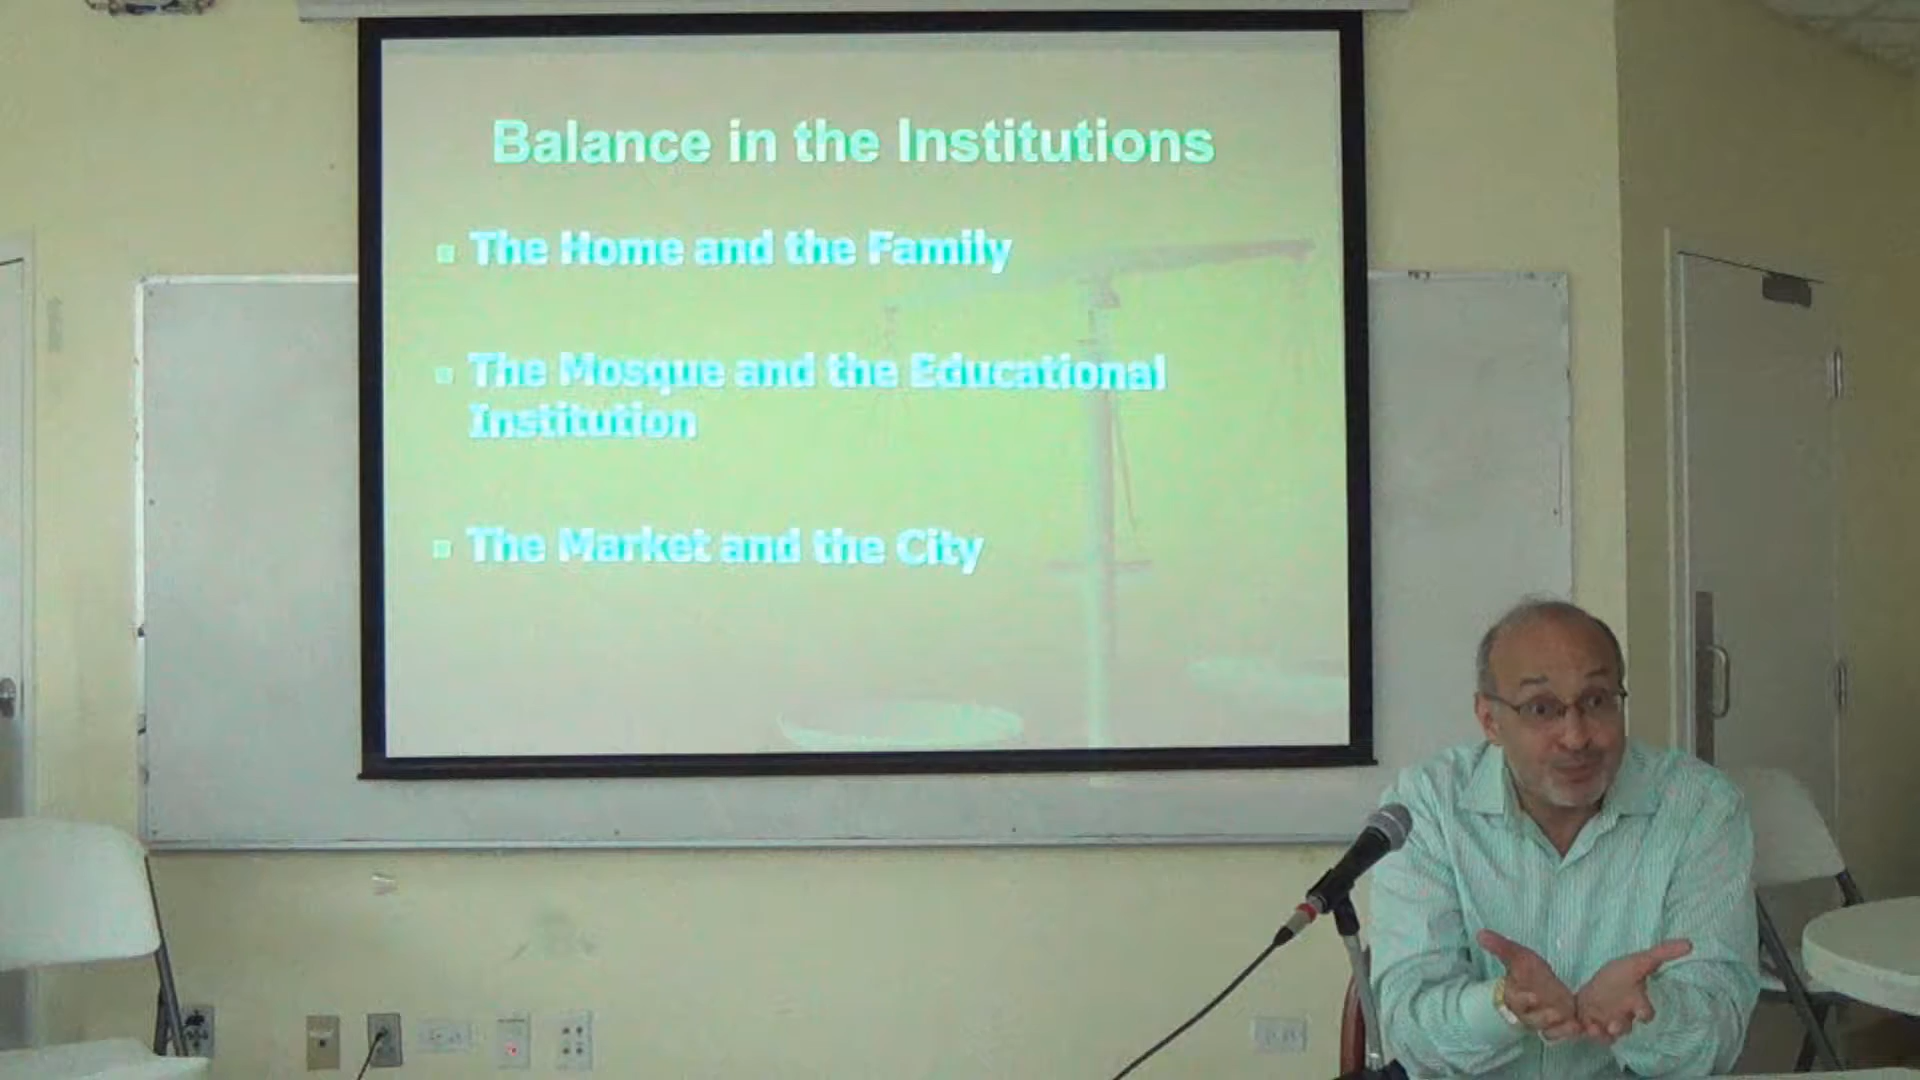 Balance in the Institutions
The Home and the Family
The Mosque and the Educational
Institution
The Market and the City